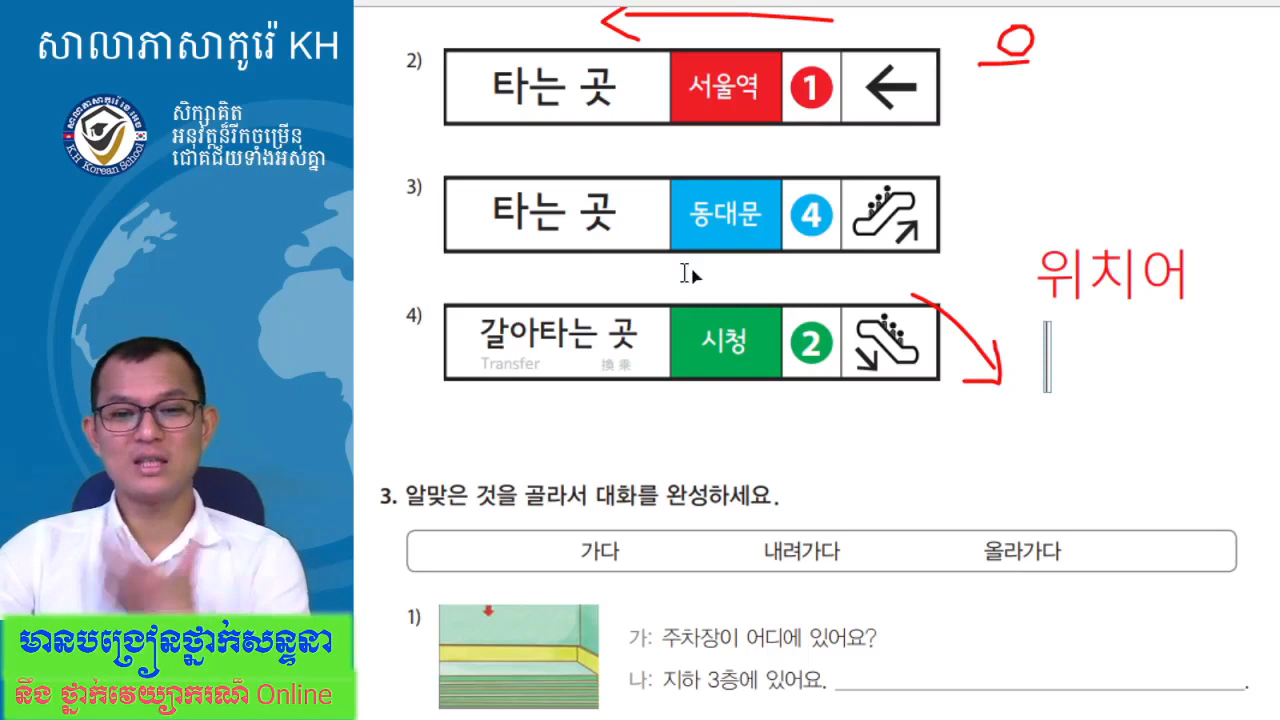 សាលាភាសាកូរ៉េ KH
សិក្សាគិត
អនុវត្តន៍រីកចម្រើន
ជោគជ័យទាំងអស់គ្នា
K.H Korean School
មានបង្រៀនថ្នាក់សន្ទនា
និង ថ្នាក់វេយ្យាករណ៍ Online
2) 타는 곳 서울역 1
3) 타는 곳 동대문 4
위치어
4) 갈아타는 곳 시청 2
Transfer 換乘
3. 알맞은 것을 골라서 대화를 완성하세요.
가다 내려가다 올라가다
1)
가: 주차장이 어디에 있어요?
나: 지하 3층에 있어요. .